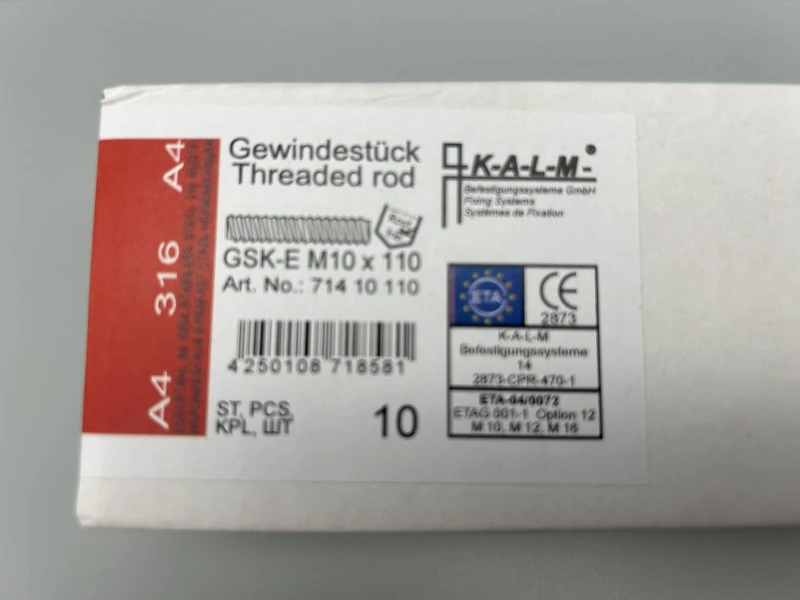 A4 316 A4
Gewindestück
Threaded rod
GSK-E M10 x 110
Art. No.: 714 10 110
4 250108 718581
ST, PCS,
KPL, ШТ
10
K-A-L-M-®
Befestigungssysteme GmbH
Fixing Systems
Systèmes de Fixation
ETA
CE
2873
K-A-L-M
Befestigungssysteme
14
2873-CPR-470-1
ETA-04/0072
ETAG 001-1 Option 12
M 10, M 12, M 16